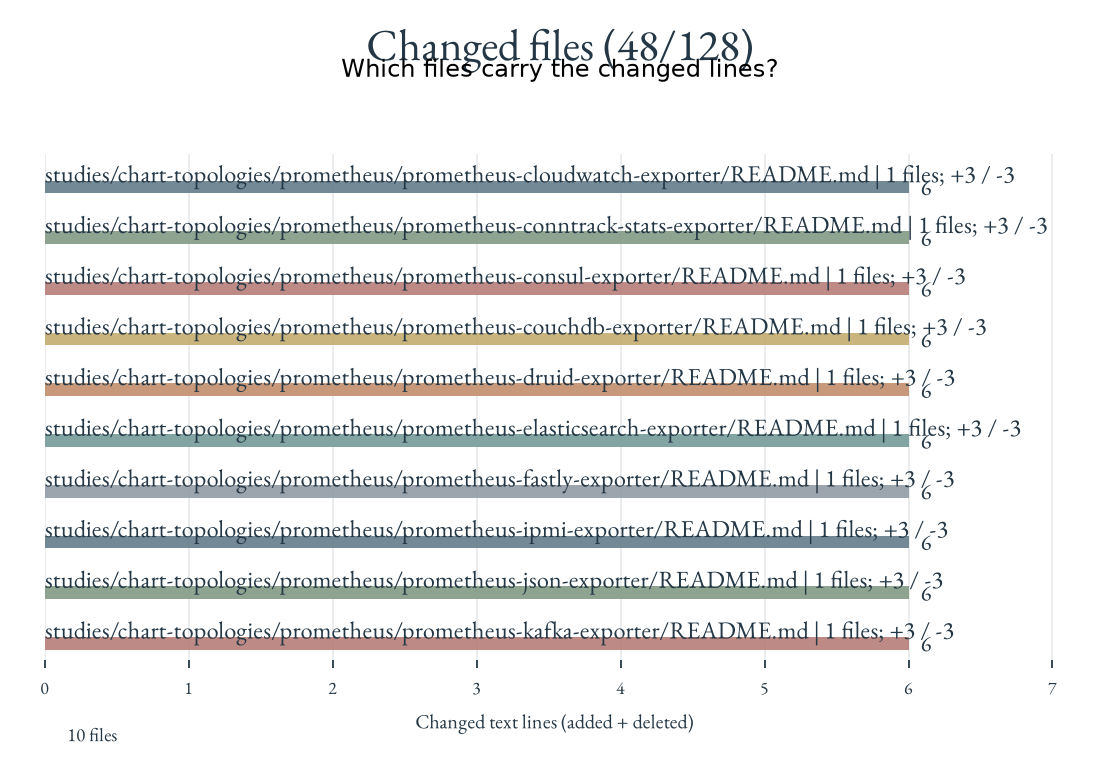 Changed files (48/128)
Which files carry the changed lines?
studies/chart-topologies/prometheus/prometheus-cloudwatch-exporter/README.md | 1 files; +3 / -3
6
studies/chart-topologies/prometheus/prometheus-conntrack-stats-exporter/README.md | 1 files; +3 / -3
6
studies/chart-topologies/prometheus/prometheus-consul-exporter/README.md | 1 files; +3 / -3
6
studies/chart-topologies/prometheus/prometheus-couchdb-exporter/README.md | 1 files; +3 / -3
6
studies/chart-topologies/prometheus/prometheus-druid-exporter/README.md | 1 files; +3 / -3
6
studies/chart-topologies/prometheus/prometheus-elasticsearch-exporter/README.md | 1 files; +3 / -3
6
studies/chart-topologies/prometheus/prometheus-fastly-exporter/README.md | 1 files; +3 / -3
6
studies/chart-topologies/prometheus/prometheus-ipmi-exporter/README.md | 1 files; +3 / -3
6
studies/chart-topologies/prometheus/prometheus-json-exporter/README.md | 1 files; +3 / -3
6
studies/chart-topologies/prometheus/prometheus-kafka-exporter/README.md | 1 files; +3 / -3
6
0 1 2 3 4 5 6 7
Changed text lines (added + deleted)
10 files